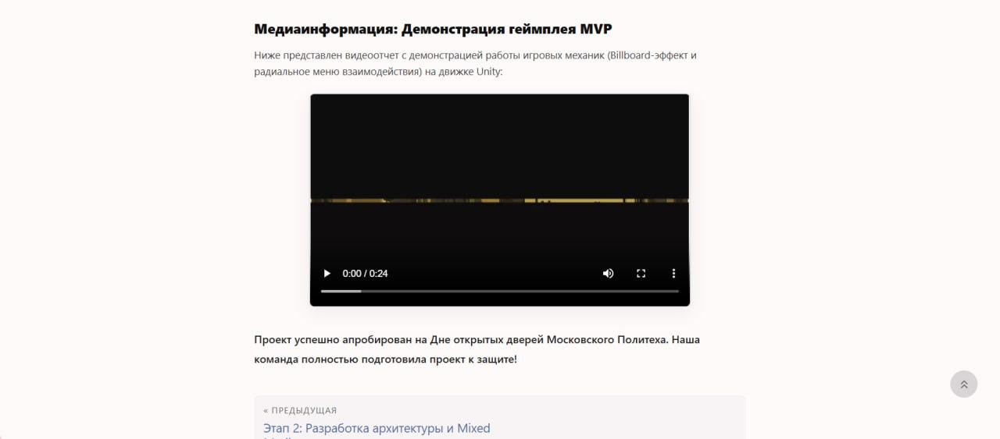 Медиаинформация: Демонстрация геймплея MVP
Ниже представлен видеоотчет с демонстрацией работы игровых механик (Billboard-эффект и
радиальное меню взаимодействия) на движке Unity:
0:00 / 0:24
Проект успешно апробирован на Дне открытых дверей Московского Политеха. Наша
команда полностью подготовила проект к защите!
« ПРЕДЫДУЩАЯ
Этап 2: Разработка архитектуры и Mixed